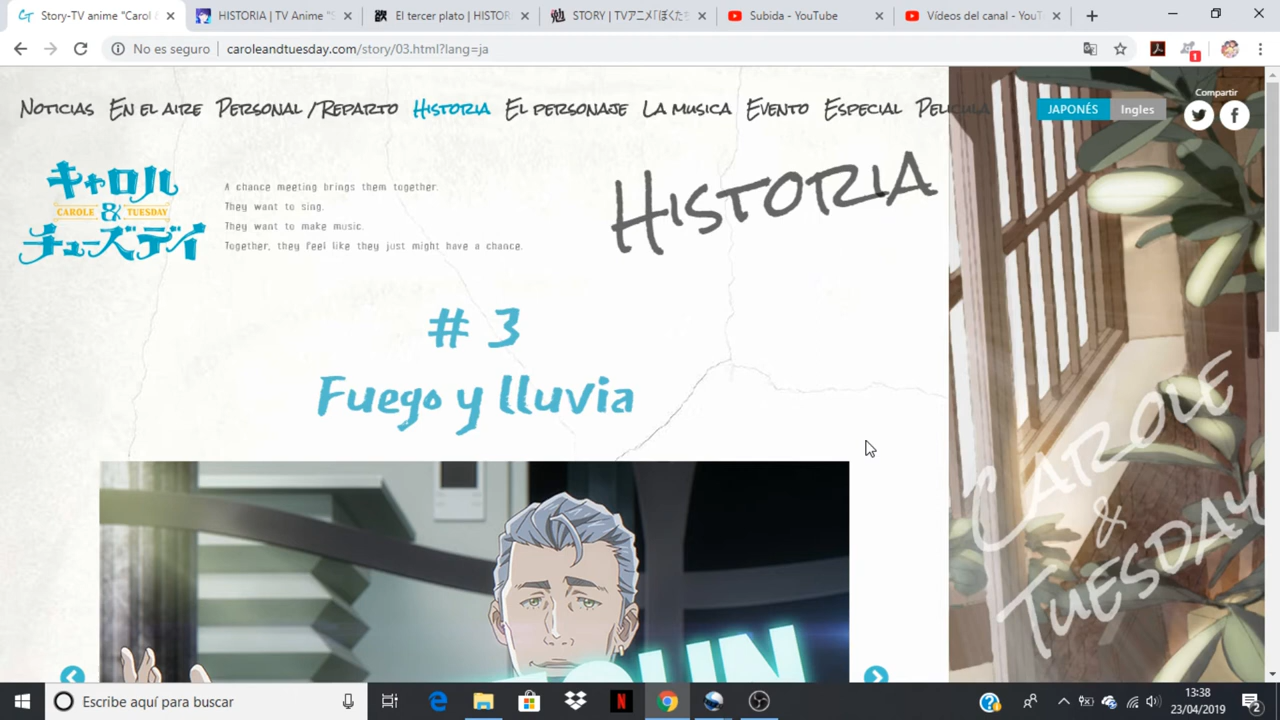 Story-TV anime "Carol &
HISTORIA | TV Anime "S
El tercer plato | HISTOR
STORY | TVアニメ「ぼくたち
Subida - YouTube
Vídeos del canal - YouT
No es seguro
caroleandtuesday.com/story/03.html?lang=ja
1
Noticias
En el aire
Personal / Reparto
Historia
El personaje
La musica
Evento
Especial
Pelicula
JAPONÉS
Ingles
Compartir
キャロル
CAROLE & TUESDAY
チューズデイ
A chance meeting brings them together.
They want to sing.
They want to make music.
Together, they feel like they just might have a chance.
Historia
# 3
Fuego y lluvia
CAROLE
&
TUESDAY
Escribe aquí para buscar
13:38
23/04/2019
2